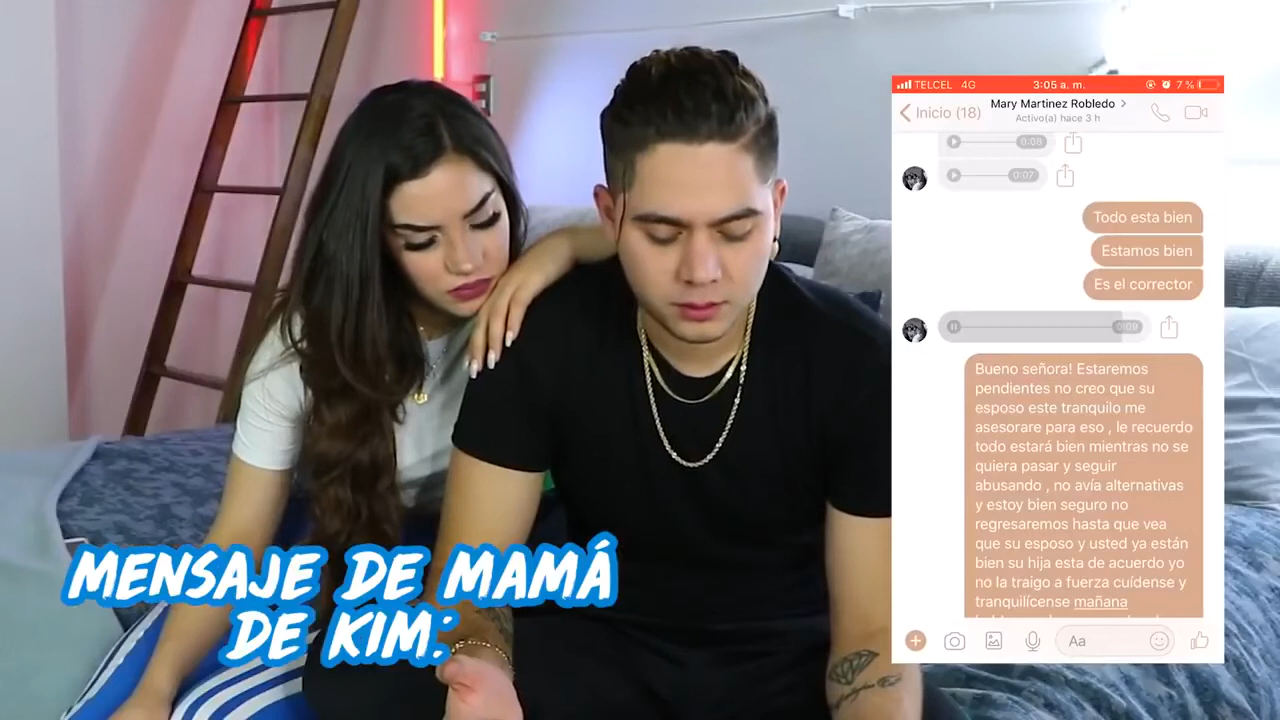 TELCEL 4G 3:05 a. m. 7 %
Inicio (18) Mary Martinez Robledo
Activo(a) hace 3 h
0:08
0:07
Todo esta bien
Estamos bien
Es el corrector
0:09
Bueno señora! Estaremos
pendientes no creo que su
esposo este tranquilo me
asesorare para eso , le recuerdo
todo estará bien mientras no se
quiera pasar y seguir
abusando , no avía alternativas
y estoy bien seguro no
regresaremos hasta que vea
que su esposo y usted ya están
bien su hija esta de acuerdo yo
no la traigo a fuerza cuídense y
tranquilícense mañana
Aa
MENSAJE DE MAMÁ
DE KIM: